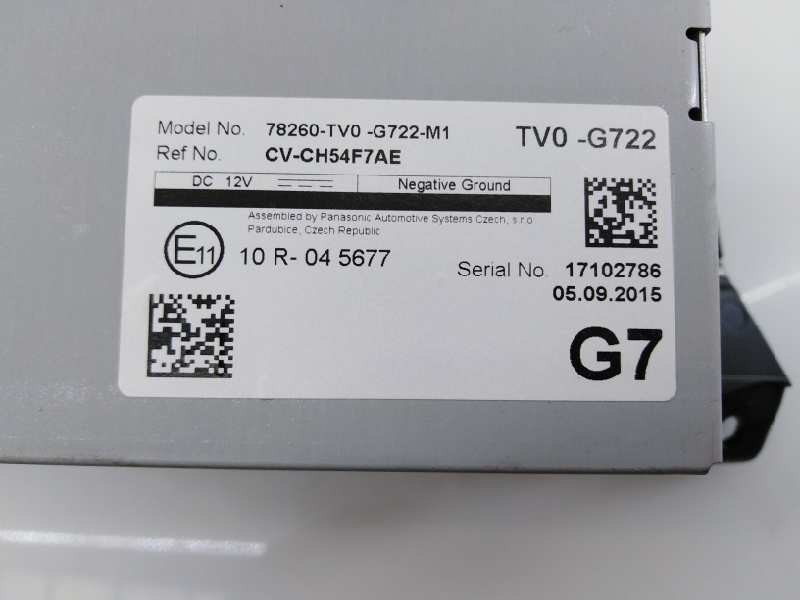 Model No. 78260-TV0 -G722-M1 TV0 -G722
Ref No. CV-CH54F7AE
DC 12V Negative Ground
Assembled by Panasonic Automotive Systems Czech, s.r.o
Pardubice, Czech Republic
E11 10 R- 04 5677
Serial No. 17102786
05.09.2015
G7